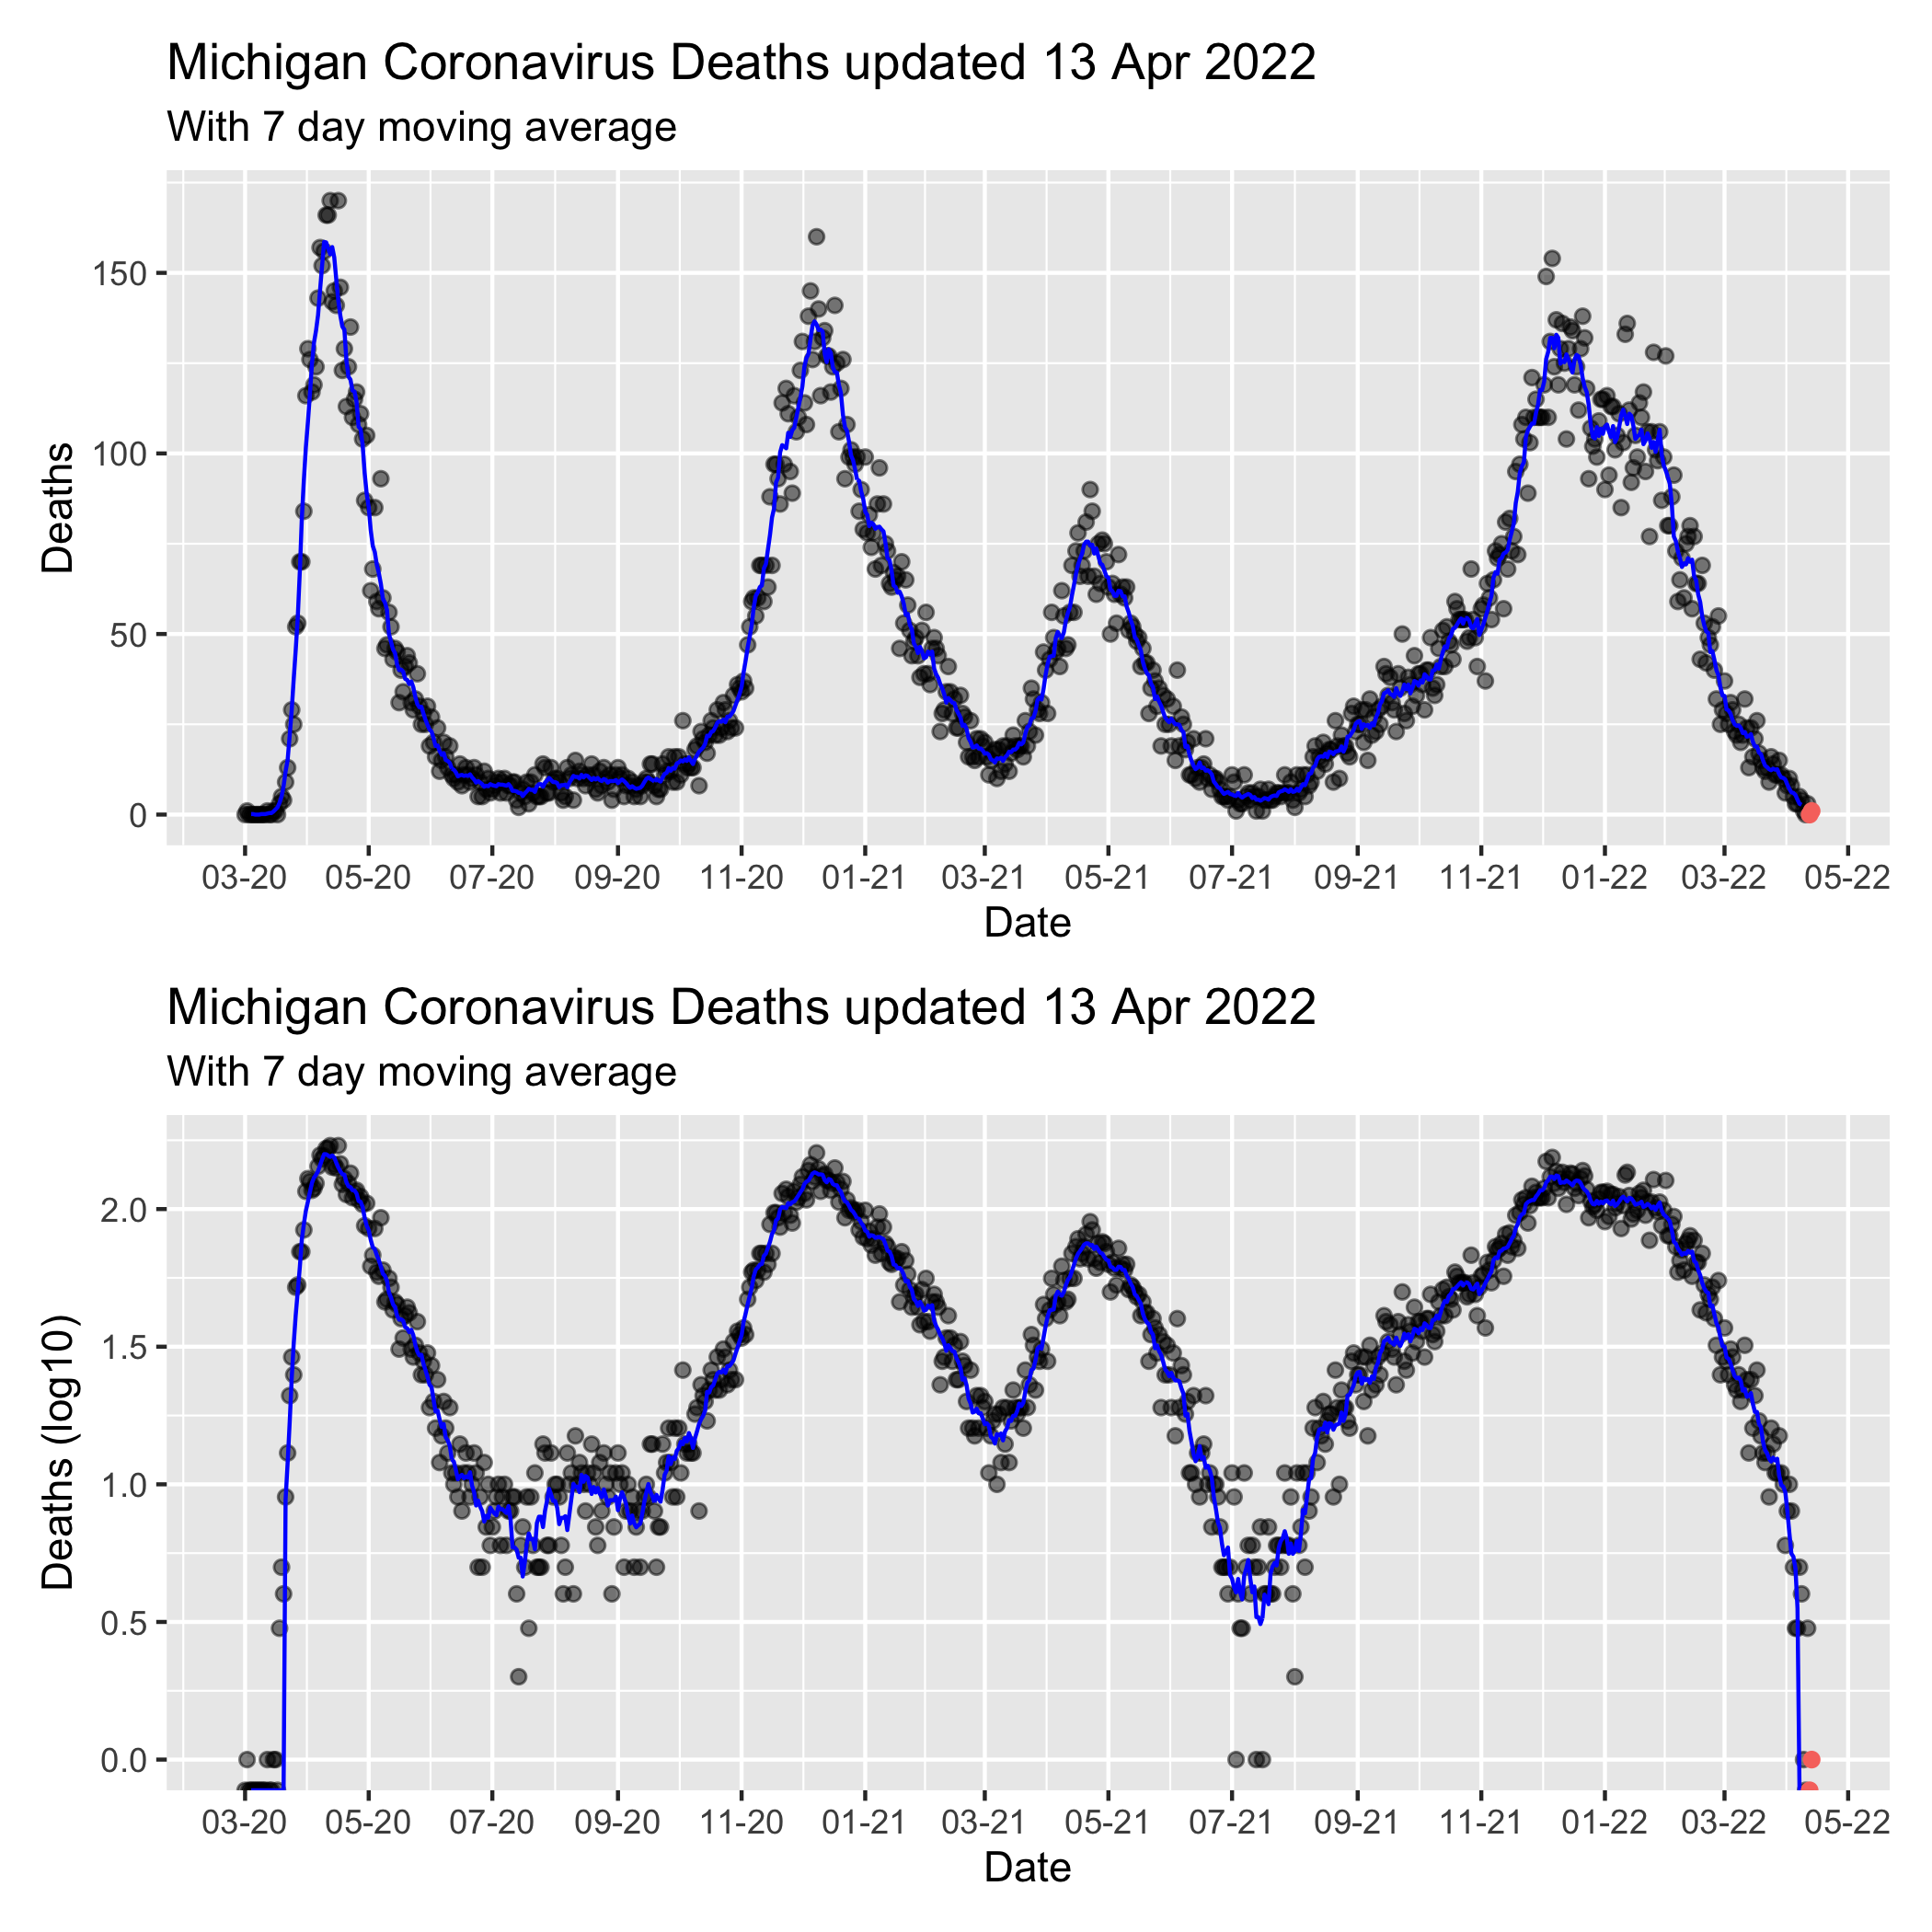 Michigan Coronavirus Deaths updated 13 Apr 2022
With 7 day moving average
150
100
50
0
Deaths
03-20 05-20 07-20 09-20 11-20 01-21 03-21 05-21 07-21 09-21 11-21 01-22 03-22 05-22
Date
Michigan Coronavirus Deaths updated 13 Apr 2022
With 7 day moving average
2.0
1.5
1.0
0.5
0.0
Deaths (log10)
03-20 05-20 07-20 09-20 11-20 01-21 03-21 05-21 07-21 09-21 11-21 01-22 03-22 05-22
Date